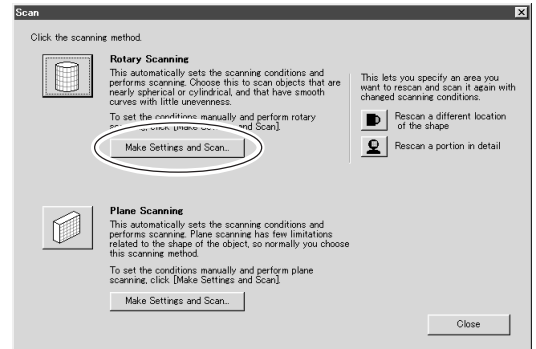 Scan
Click the scanning method.
Rotary Scanning
This automatically sets the scanning conditions and
performs scanning. Choose this to scan objects that are
nearly spherical or cylindrical, and that have smooth
curves with little unevenness.
To set the conditions manually and perform rotary
scanning, click [Make Settings and Scan].
Make Settings and Scan...
This lets you specify an area you
want to rescan and scan it again with
changed scanning conditions.
Rescan a different location
of the shape
Rescan a portion in detail
Plane Scanning
This automatically sets the scanning conditions and
performs scanning. Plane scanning has few limitations
related to the shape of the object, so normally you choose
this scanning method.
To set the conditions manually and perform plane
scanning, click [Make Settings and Scan].
Make Settings and Scan...
Close